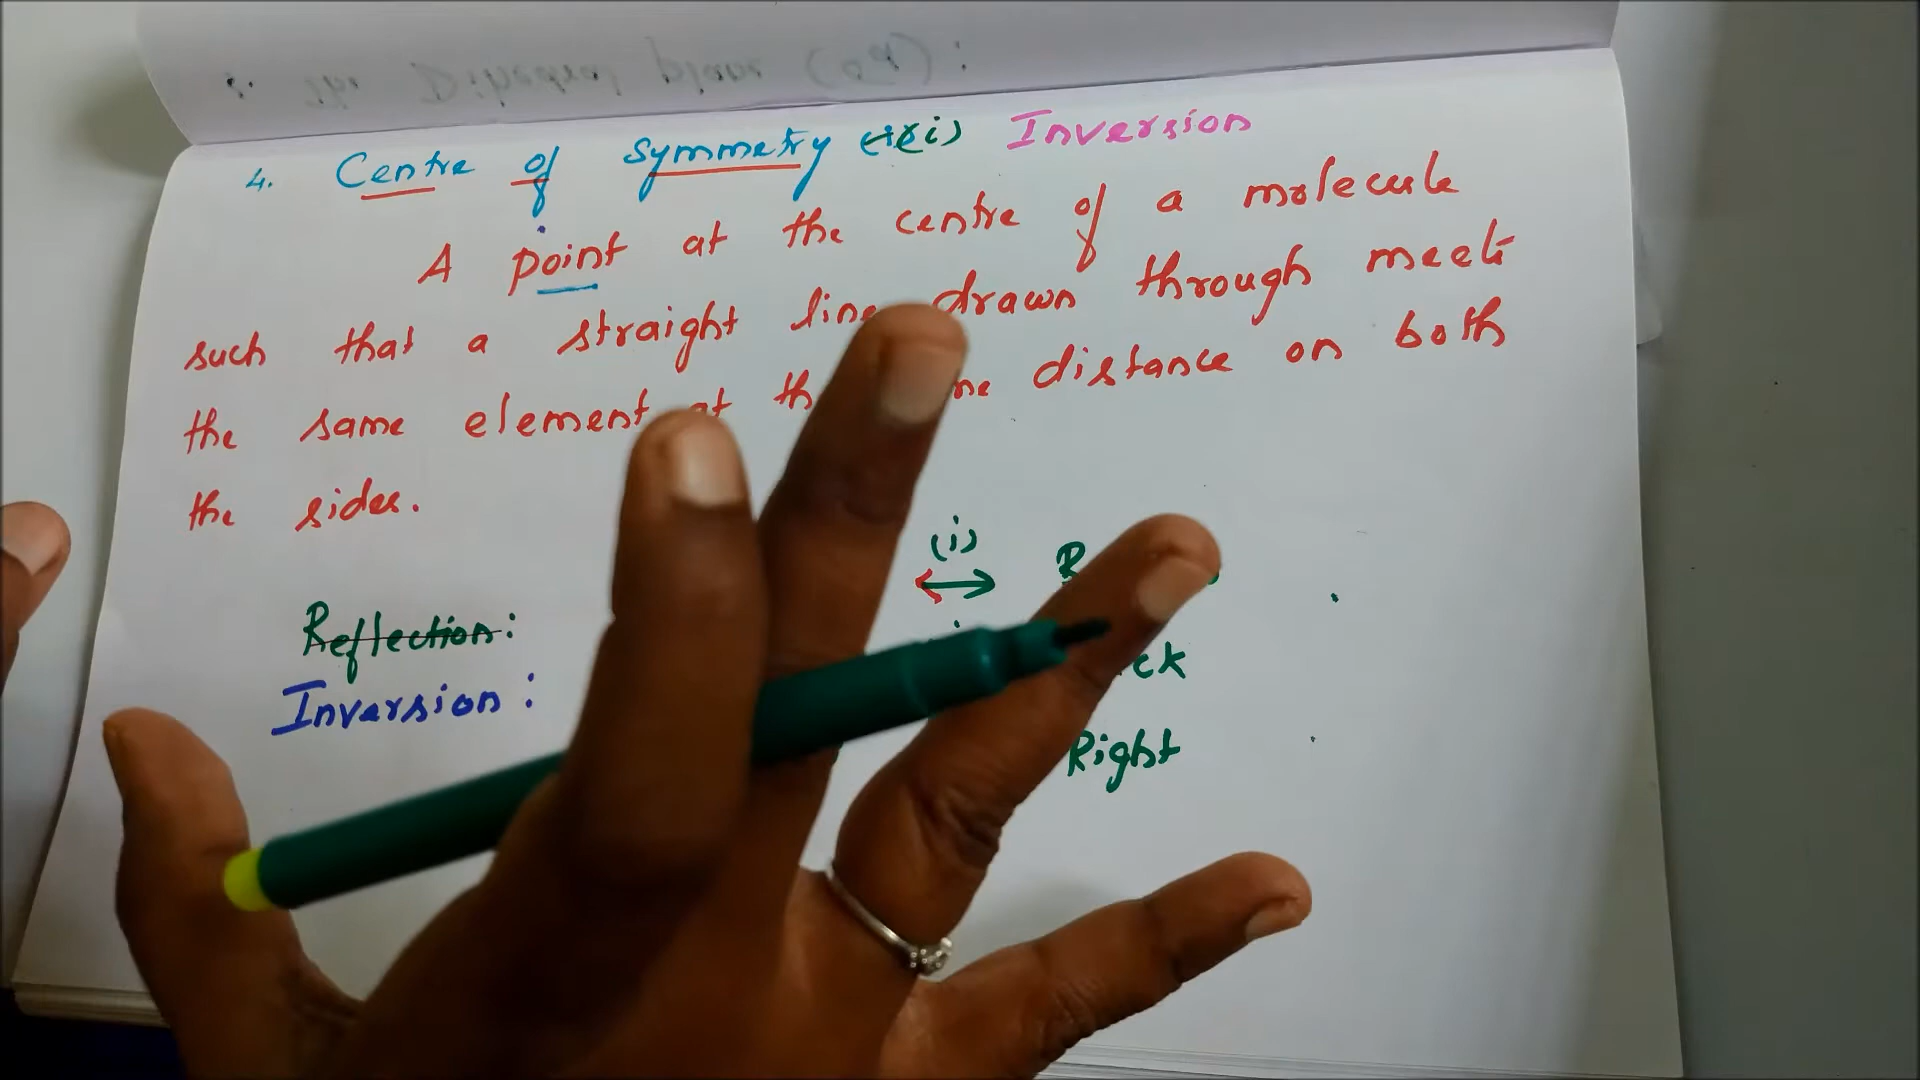 4. Centre of Symmetry (i) Inversion
A point at the centre of a molecule
such that a straight line drawn through meets
the same element at distance on both
the sides.
(i)
Reflection:
Inversion:
Right